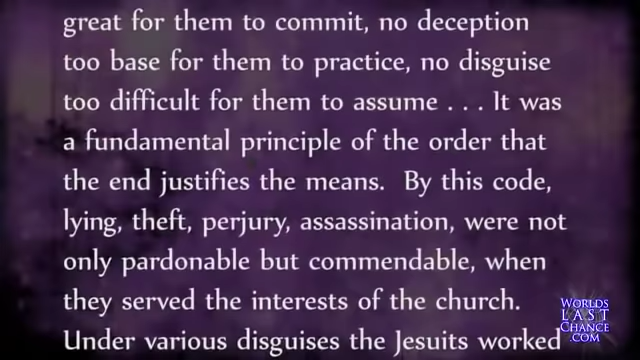 great for them to commit, no deception
too base for them to practice, no disguise
too difficult for them to assume . . . It was
a fundamental principle of the order that
the end justifies the means.  By this code,
lying, theft, perjury, assassination, were not
only pardonable but commendable, when
they served the interests of the church.
Under various disguises the Jesuits worked
WORLDS
LAST
CHANCE
.COM